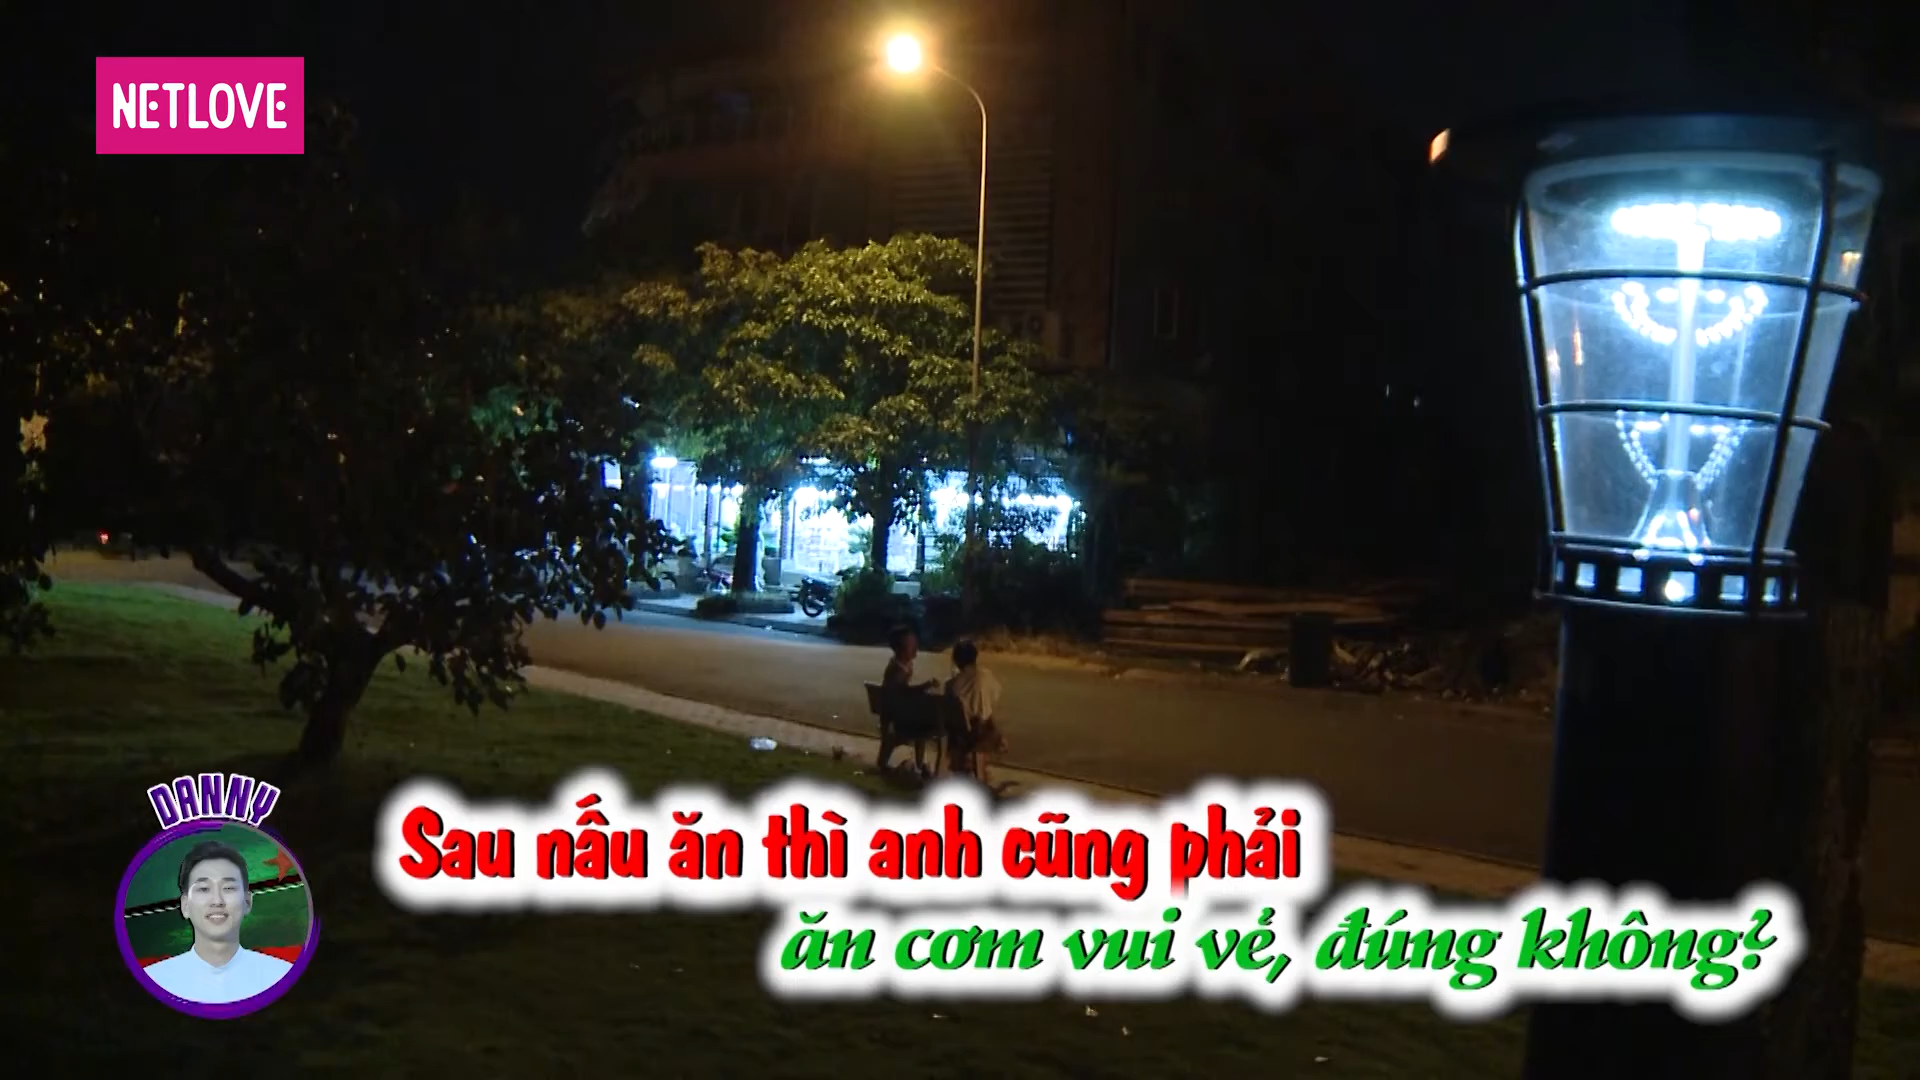 NETLOVE
DANNY
Sau nấu ăn thì anh cũng phải
ăn cơm vui vẻ, đúng không?